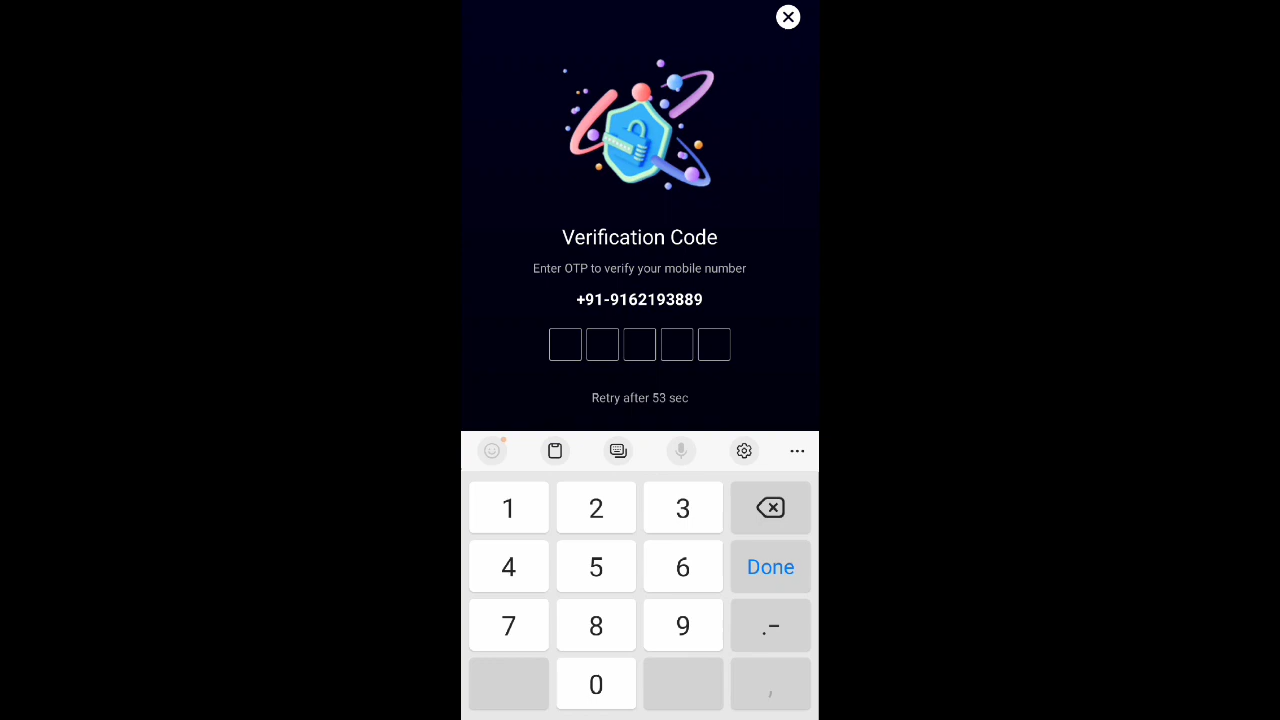 Verification Code
Enter OTP to verify your mobile number
+91-9162193889
Retry after 53 sec
1 2 3
4 5 6 Done
7 8 9 .-
0 ,